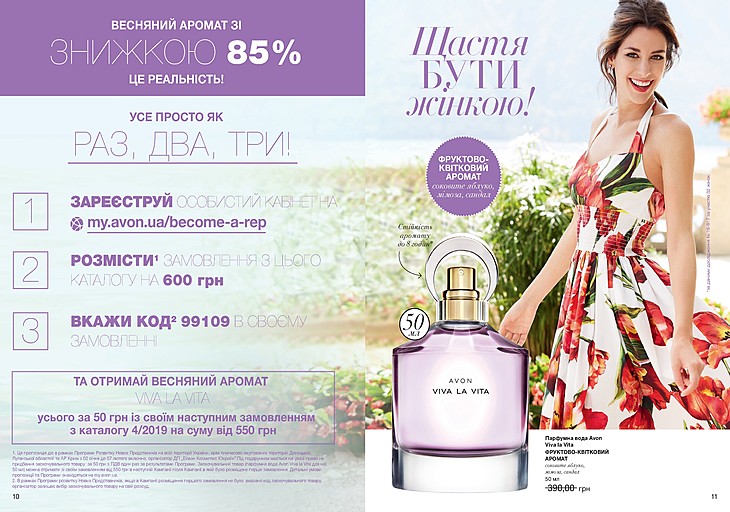 ВЕСНЯНИЙ АРОМАТ ЗІ
ЗНИЖКОЮ 85%
ЦЕ РЕАЛЬНІСТЬ!
УСЕ ПРОСТО ЯК
РАЗ, ДВА, ТРИ!
1
ЗАРЕЄСТРУЙ ОСОБИСТИЙ КАБІНЕТ НА
my.avon.ua/become-a-rep
2
РОЗМІСТИ¹ ЗАМОВЛЕННЯ З ЦЬОГО
КАТАЛОГУ НА 600 грн
3
ВКАЖИ КОД² 99109 В СВОЄМУ
ЗАМОВЛЕННІ
ТА ОТРИМАЙ ВЕСНЯНИЙ АРОМАТ
VIVA LA VITA
усього за 50 грн із своїм наступним замовленням
з каталогу 4/2019 на суму від 550 грн
10
Щастя
БУТИ
жінкою!
ФРУКТОВО-
КВІТКОВИЙ
АРОМАТ
соковите яблуко,
мімоза, сандал
Стійкість
аромату
до 8 годин*
50
МЛ
AVON
VIVA LA VITA
Парфумна вода Avon
Viva la Vita
ФРУКТОВО-КВІТКОВИЙ
АРОМАТ
соковите яблуко,
мімоза, сандал
50 мл
390,00 грн
11